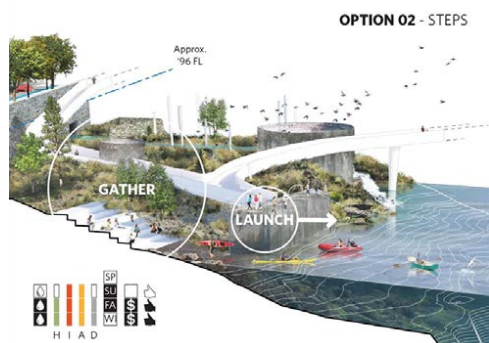 OPTION 02 - STEPS
Approx.
'96 FL
GATHER
LAUNCH
SP
SU
FA
WI
$
$
H I A D